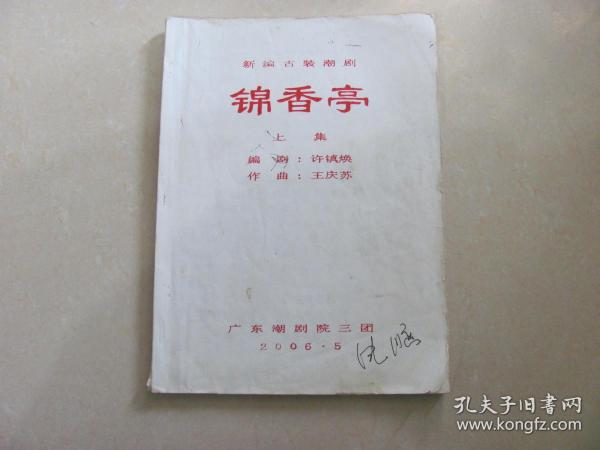 新编古装潮剧
锦香亭
上集
编剧：许镇焕
作曲：王庆苏
广东潮剧院三团
2006·5
孔夫子旧书网
www.kongfz.com